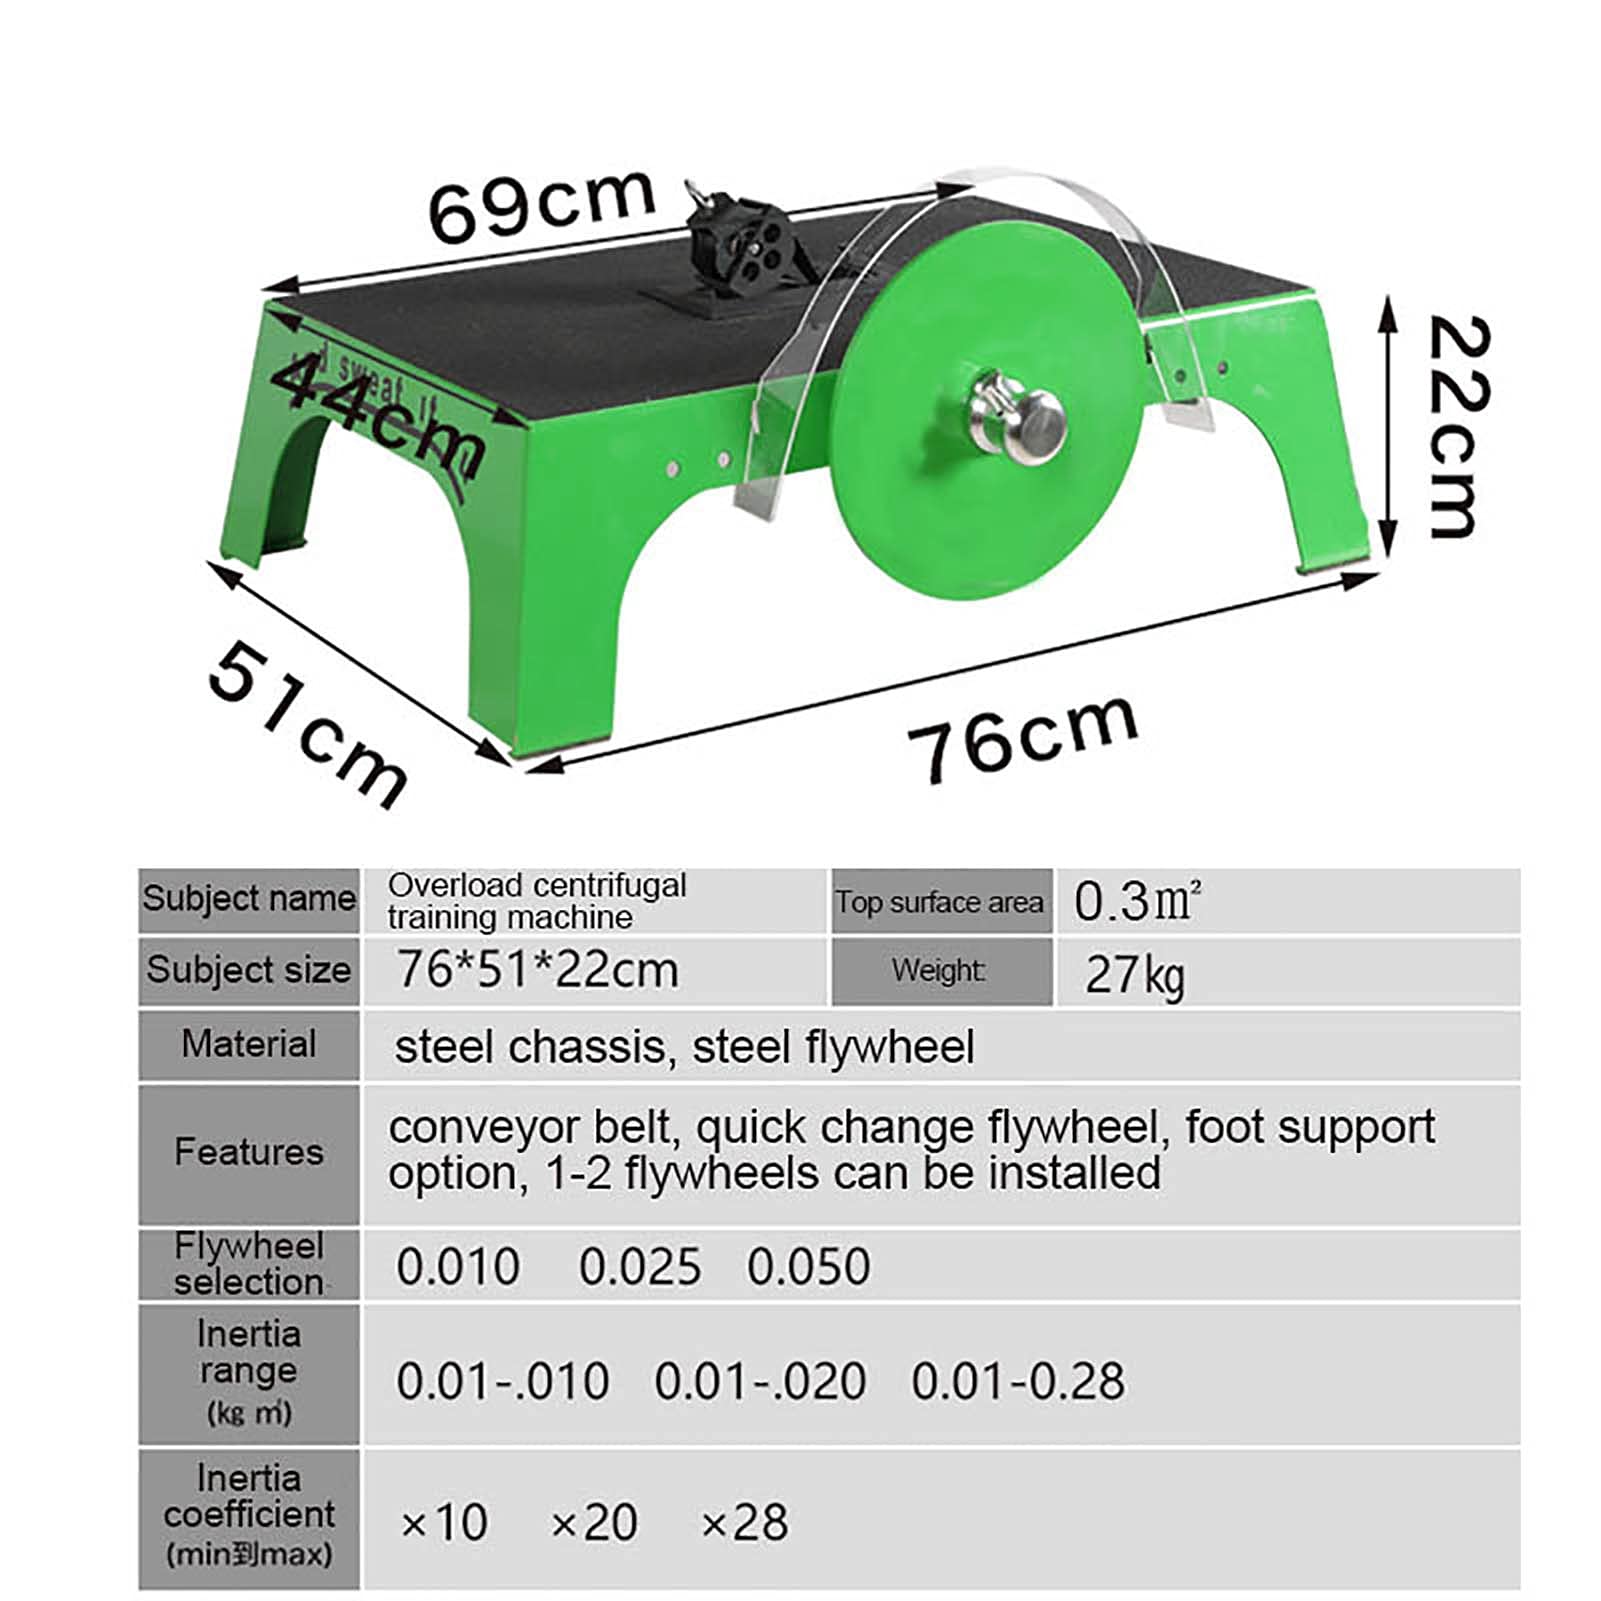 69cm
sweat
44cm
22cm
51cm
76cm
Subject name
Overload centrifugal
training machine
Top surface area
0.3㎡
Subject size
76*51*22cm
Weight:
27kg
Material
steel chassis, steel flywheel
Features
conveyor belt, quick change flywheel, foot support
option, 1-2 flywheels can be installed
Flywheel
selection
0.010 0.025 0.050
Inertia
range
(kg ㎡)
0.01-.010 0.01-.020 0.01-0.28
Inertia
coefficient
(min到max)
×10 ×20 ×28